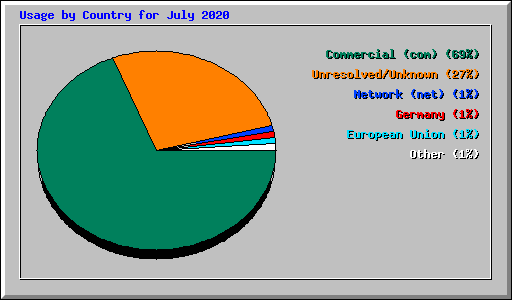 Usage by Country for July 2020
Commercial (com) (69%)
Unresolved/Unknown (27%)
Network (net) (1%)
Germany (1%)
European Union (1%)
Other (1%)